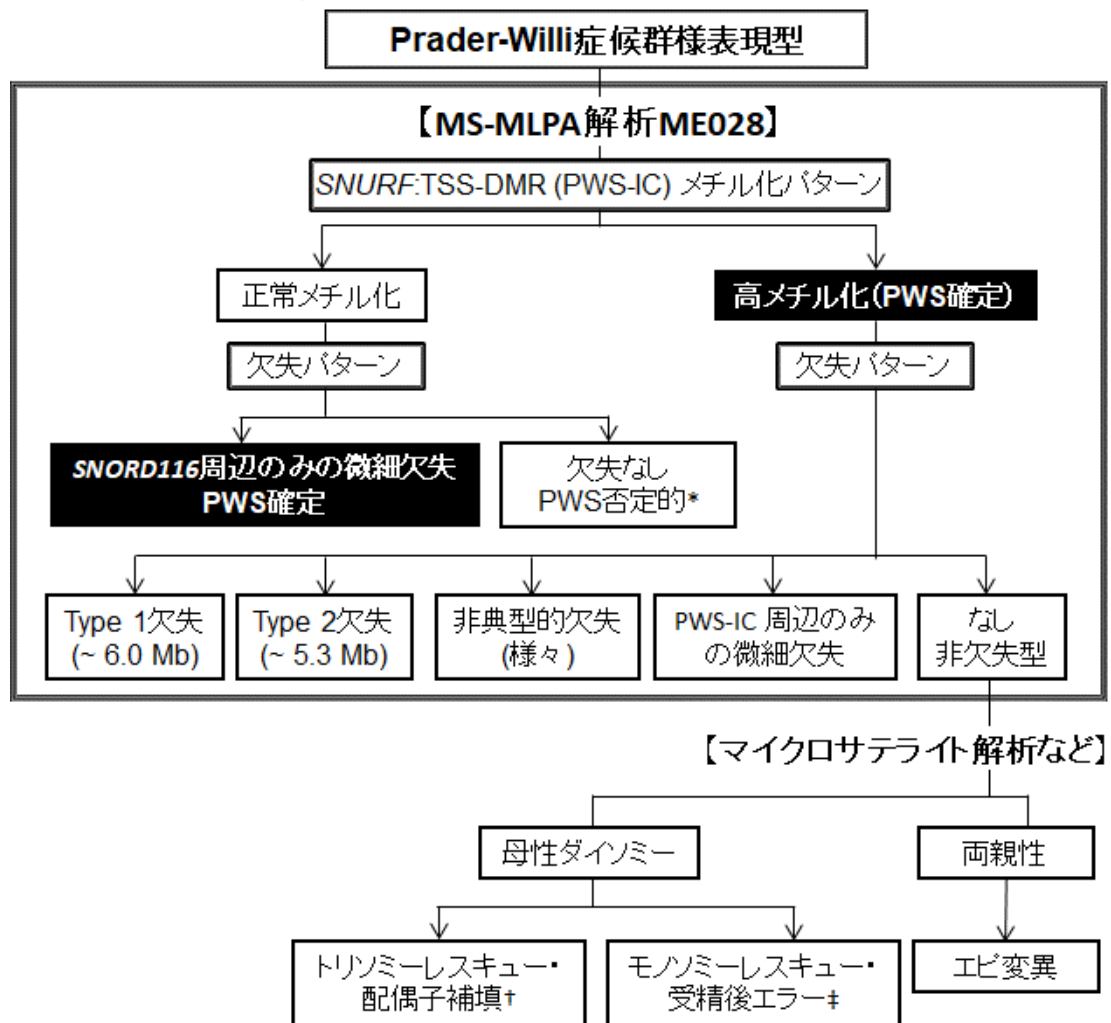 Prader-Willi症候群様表現型
【MS-MLPA解析ME028】
SNURF:TSS-DMR (PWS-IC) メチル化パターン
正常メチル化
高メチル化(PWS確定)
欠失パターン
欠失パターン
SNORD116周辺のみの微細欠失
PWS確定
欠失なし
PWS否定的*
Type 1欠失
(~ 6.0 Mb)
Type 2欠失
(~ 5.3 Mb)
非典型的欠失
(様々)
PWS-IC 周辺のみ
の微細欠失
なし
非欠失型
【マイクロサテライト解析など】
母性ダイソミー
両親性
トリソミーレスキュー・
配偶子補填†
モノソミーレスキュー・
受精後エラー‡
エピ変異